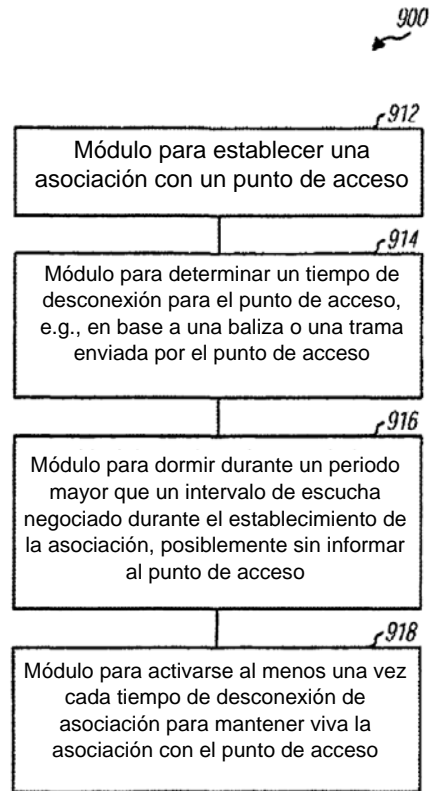 900
912
Módulo para establecer una
asociación con un punto de acceso
914
Módulo para determinar un tiempo de
desconexión para el punto de acceso,
e.g., en base a una baliza o una trama
enviada por el punto de acceso
916
Módulo para dormir durante un periodo
mayor que un intervalo de escucha
negociado durante el establecimiento de
la asociación, posiblemente sin informar
al punto de acceso
918
Módulo para activarse al menos una vez
cada tiempo de desconexión de
asociación para mantener viva la
asociación con el punto de acceso